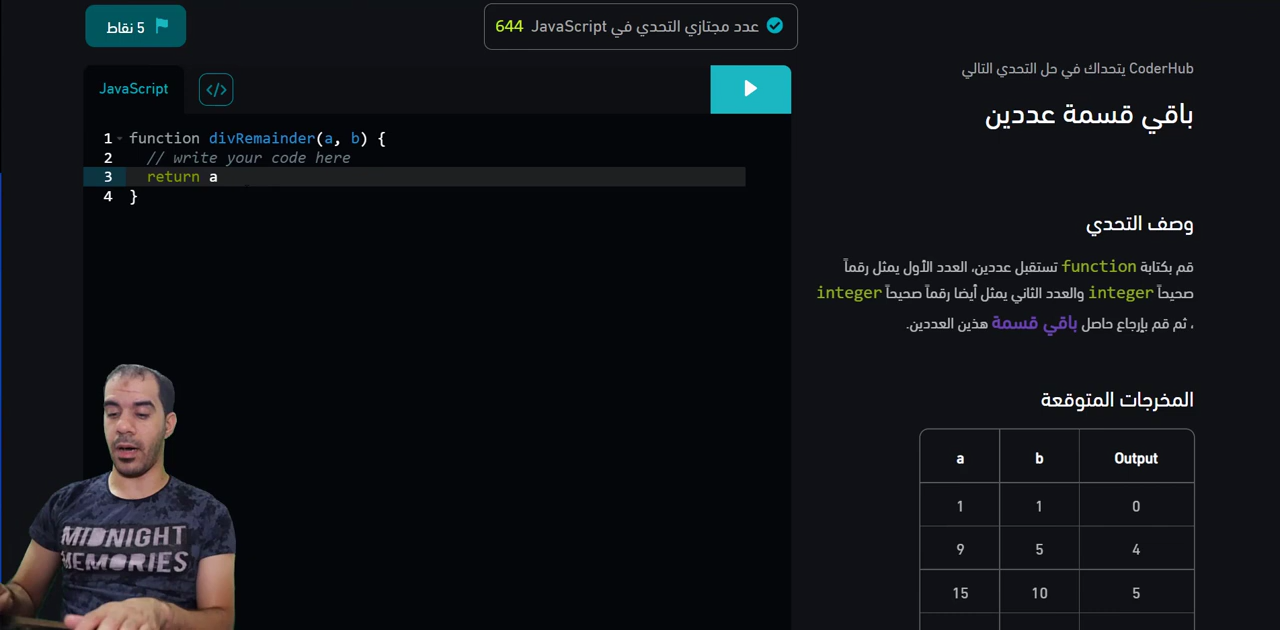 5 نقاط
عدد مجتازي التحدي في JavaScript 644
JavaScript
</>
1 function divRemainder(a, b) {
2 // write your code here
3 return a
4 }
CoderHub يتحداك في حل التحدي التالي
باقي قسمة عددين
وصف التحدي
قم بكتابة function تستقبل عددين، العدد الأول يمثل رقماً
صحيحاً integer والعدد الثاني يمثل أيضا رقماً صحيحاً integer
، ثم قم بإرجاع حاصل باقي قسمة هذين العددين.
المخرجات المتوقعة
a b Output
1 1 0
9 5 4
15 10 5
MIDNIGHT
MEMORIES